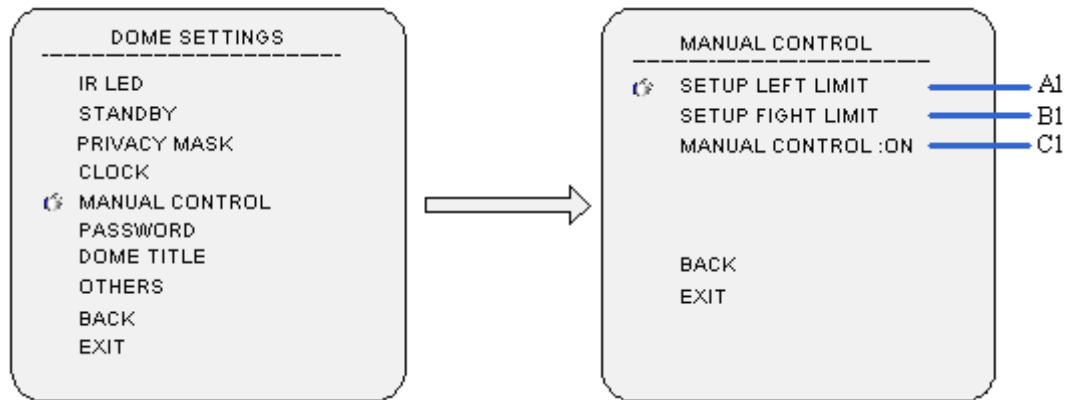 DOME SETTINGS
IR LED
STANDBY
PRIVACY MASK
CLOCK
MANUAL CONTROL
PASSWORD
DOME TITLE
OTHERS
BACK
EXIT
MANUAL CONTROL
SETUP LEFT LIMIT
A1
SETUP FIGHT LIMIT
B1
MANUAL CONTROL :ON
C1
BACK
EXIT